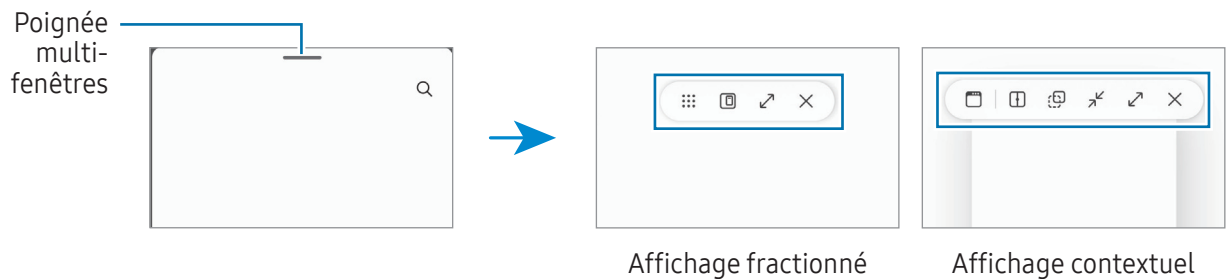 Poignée
multi-
fenêtres
Affichage fractionné
Affichage contextuel